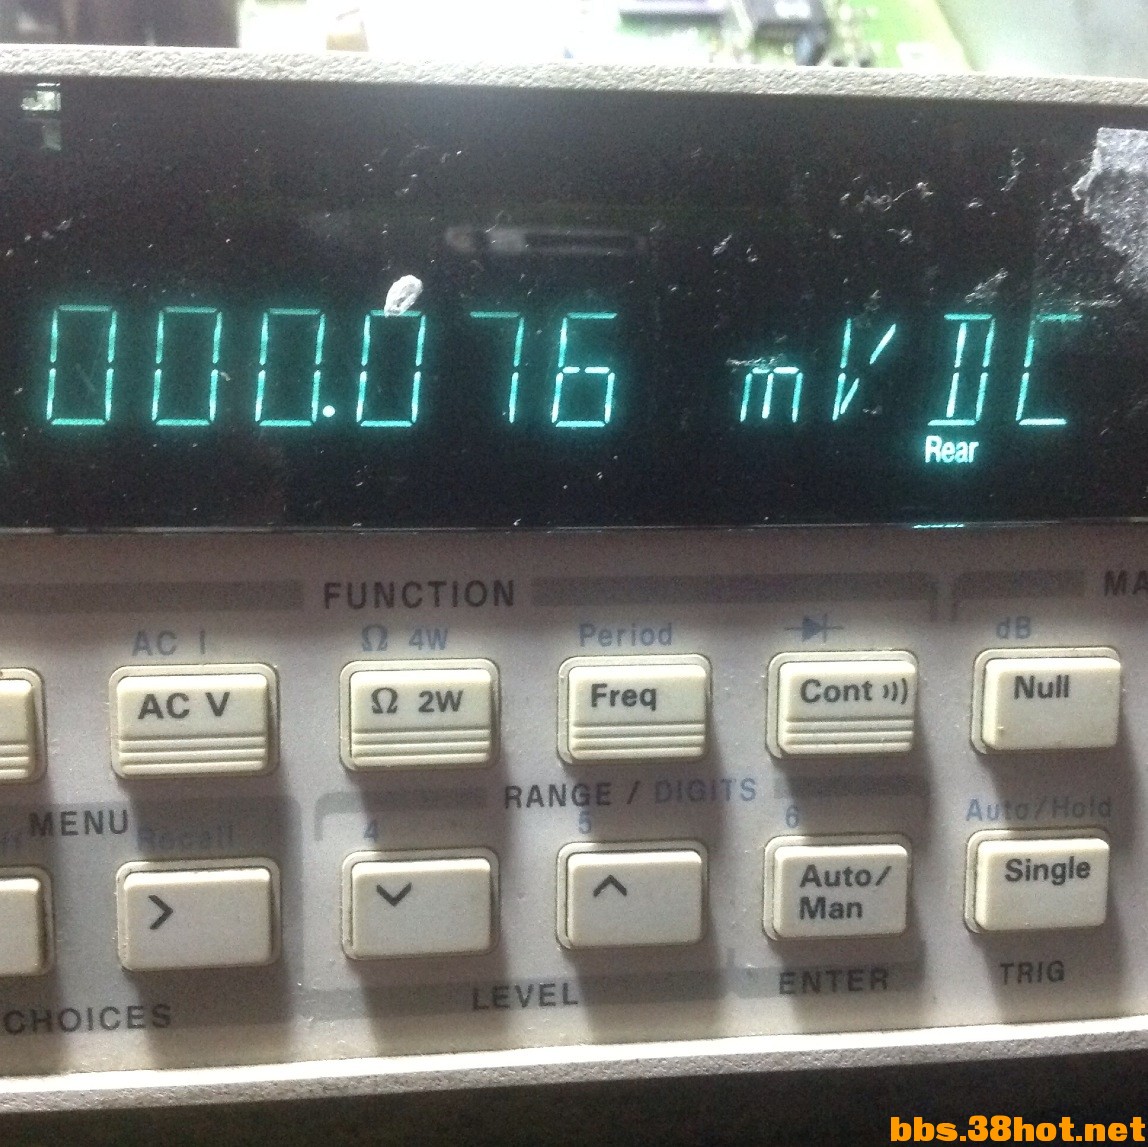 000.076 mVDC
Rear
FUNCTION
AC I Ω 4W Period dB
AC V Ω 2W Freq Cont Null
RANGE / DIGITS
MENU Recall 4 5 6 Auto/Hold
> Auto/ Single
Man
CHOICES LEVEL ENTER TRIG
bbs.38hot.net